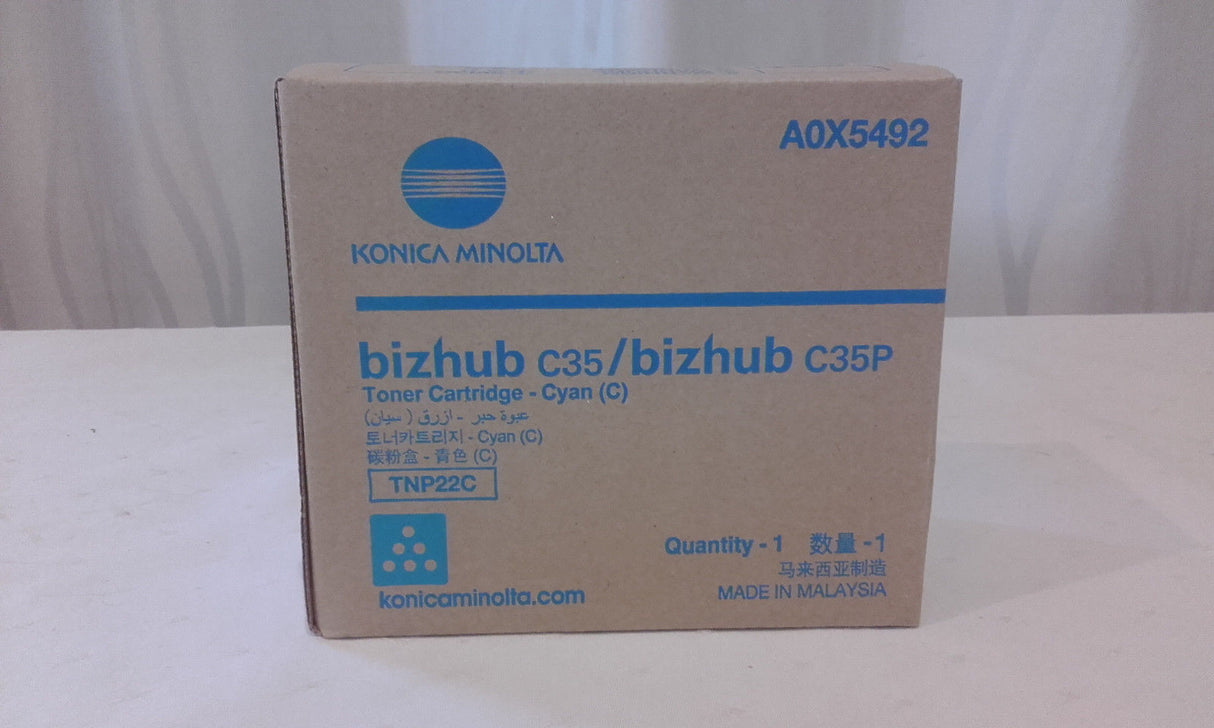 A0X5492
KONICA MINOLTA
bizhub C35/bizhub C35P
Toner Cartridge - Cyan (C)
عبوة حبر - ازرق (سيان)
토너카트리지 - Cyan (C)
碳粉盒 - 青色 (C)
TNP22C
Quantity - 1 数量 -1
马来西亚制造
MADE IN MALAYSIA
konicaminolta.com